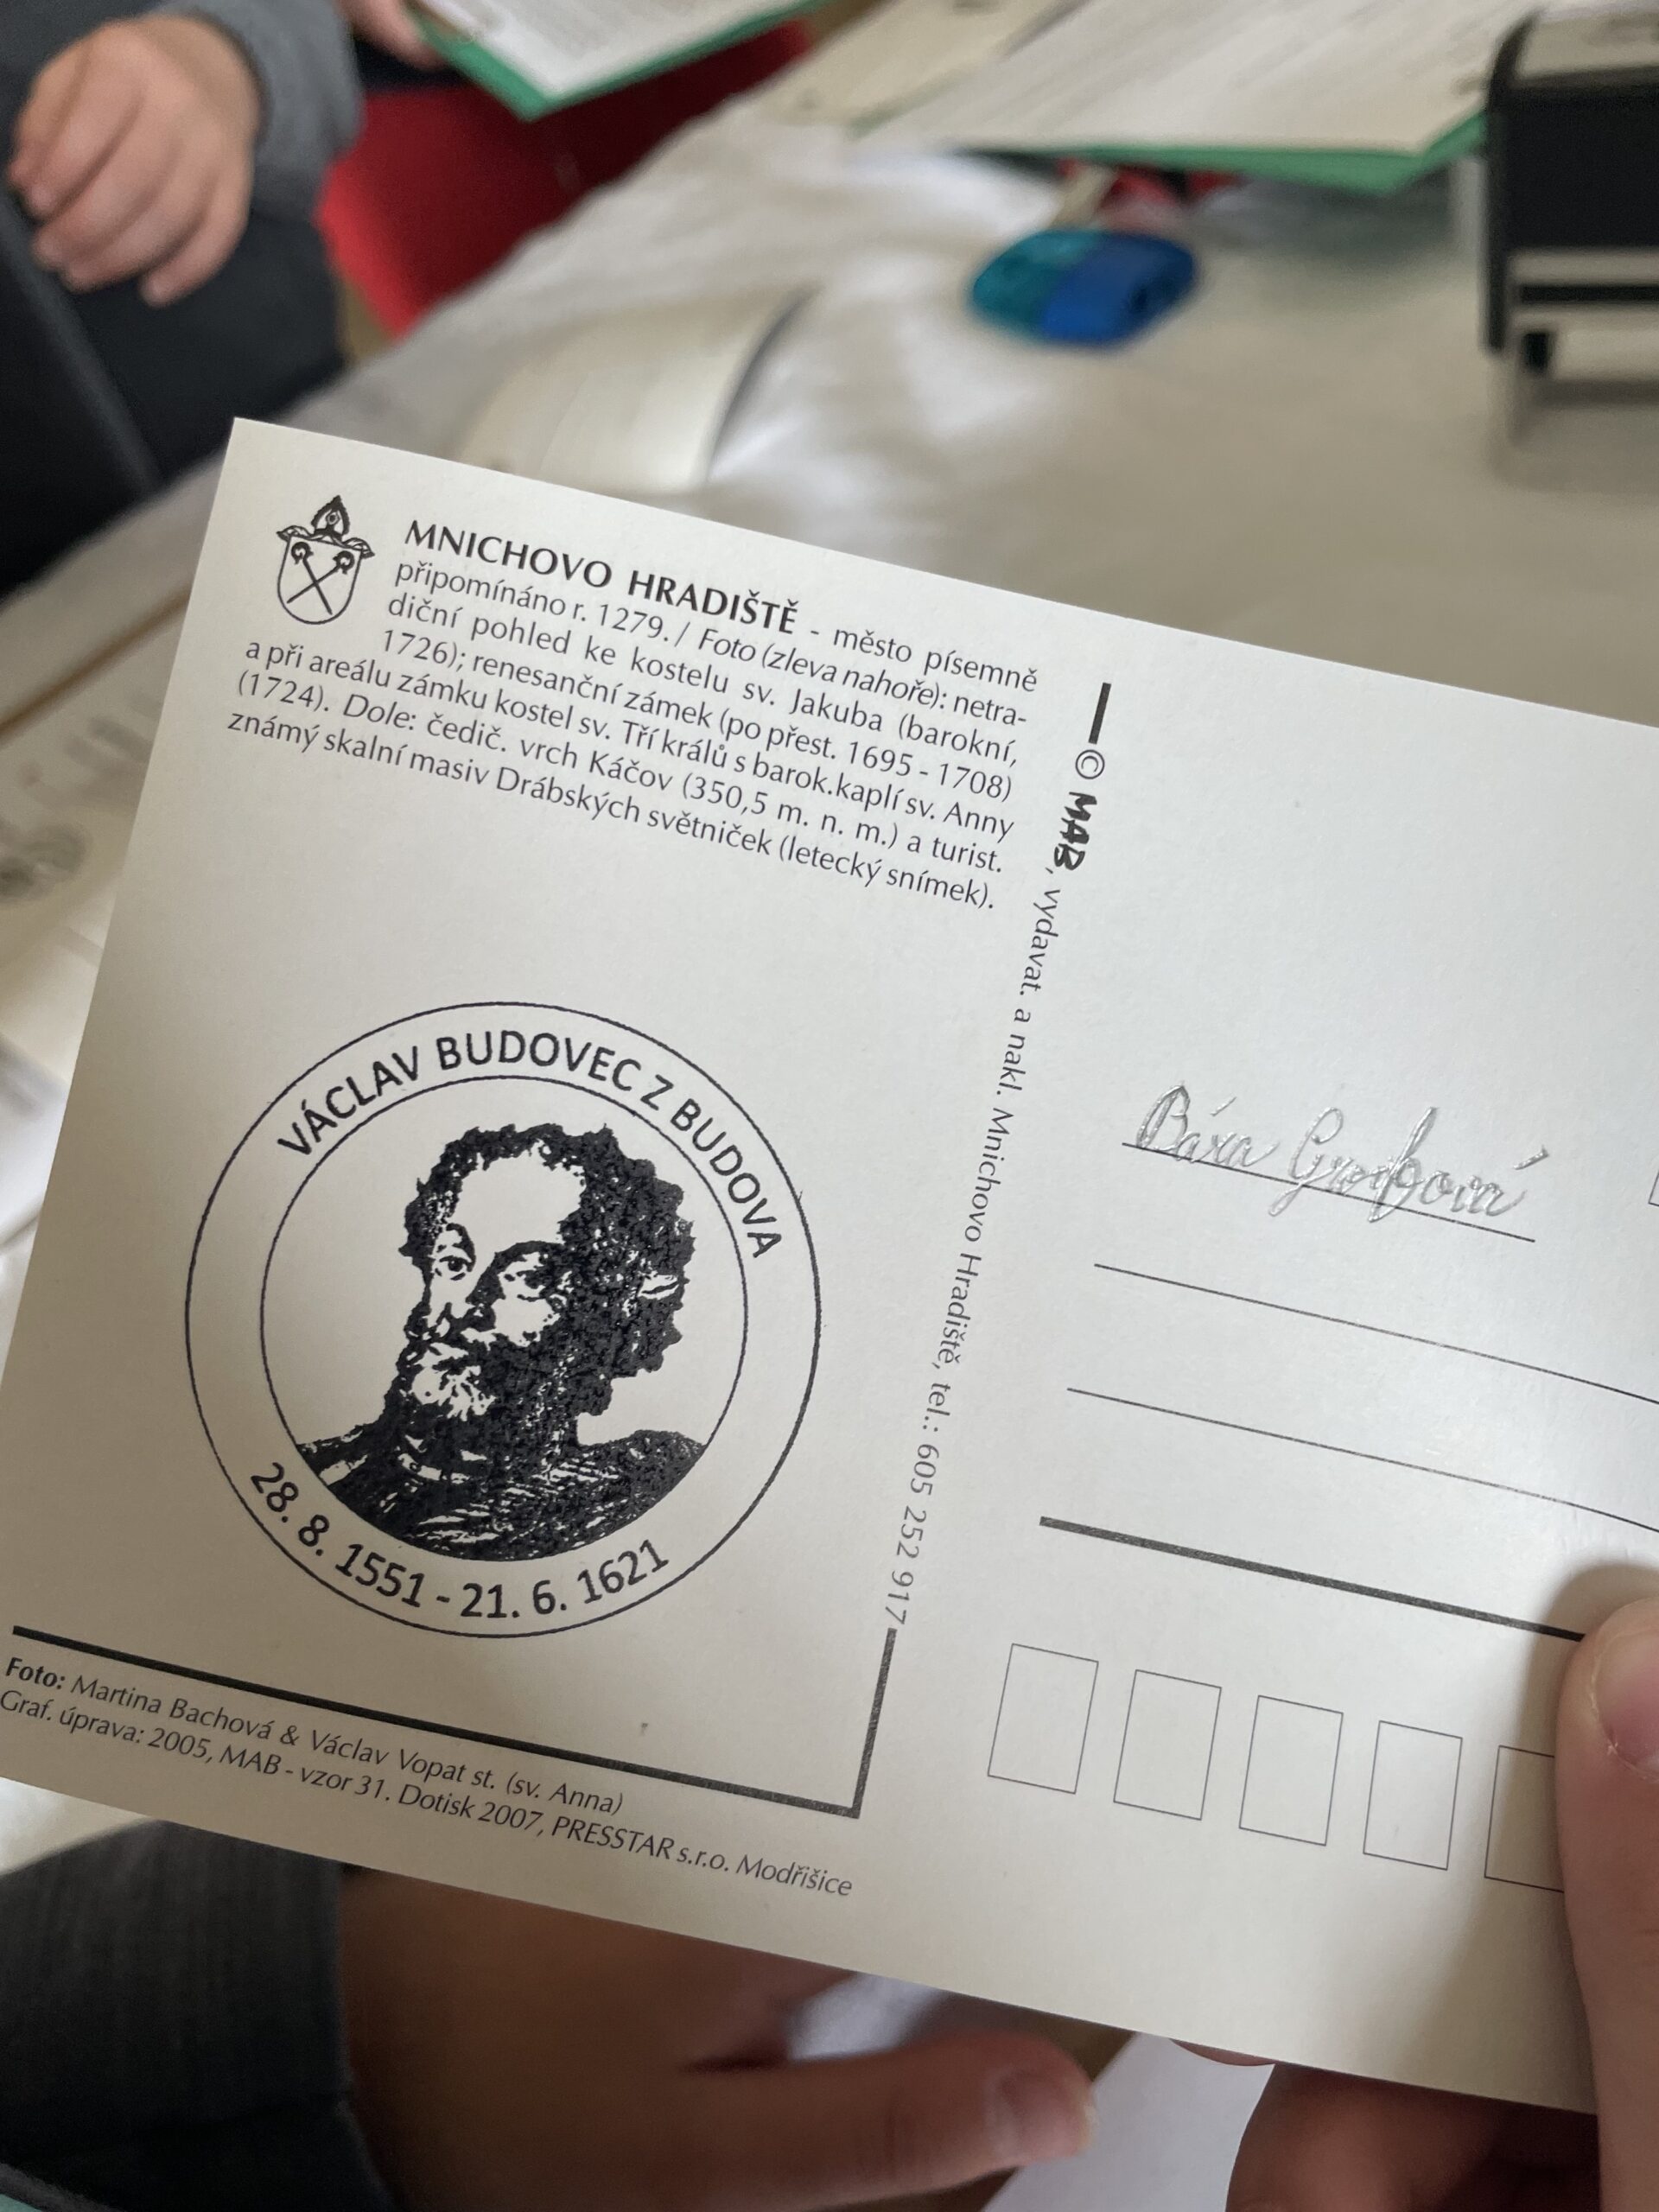 MNICHOVO HRADIŠTĚ - město písemně
připomínáno r. 1279. / Foto (zleva nahoře): netra-
diční pohled ke kostelu sv. Jakuba (barokní,
1726); renesanční zámek (po přest. 1695 - 1708)
a při areálu zámku kostel sv. Tří králů s barok.kaplí sv. Anny
(1724). Dole: čedič. vrch Káčov (350,5 m. n. m.) a turist.
známý skalní masiv Drábských světniček (letecký snímek).
VÁCLAV BUDOVEC Z BUDOVA
28. 8. 1551 - 21. 6. 1621
Foto: Martina Bachová & Václav Vopat st. (sv. Anna)
Graf. úprava: 2005, MAB - vzor 31. Dotisk 2007, PRESSTAR s.r.o. Modřišice
© MAB, vydavat. a nakl. Mnichovo Hradiště, tel.: 605 252 917
Bára